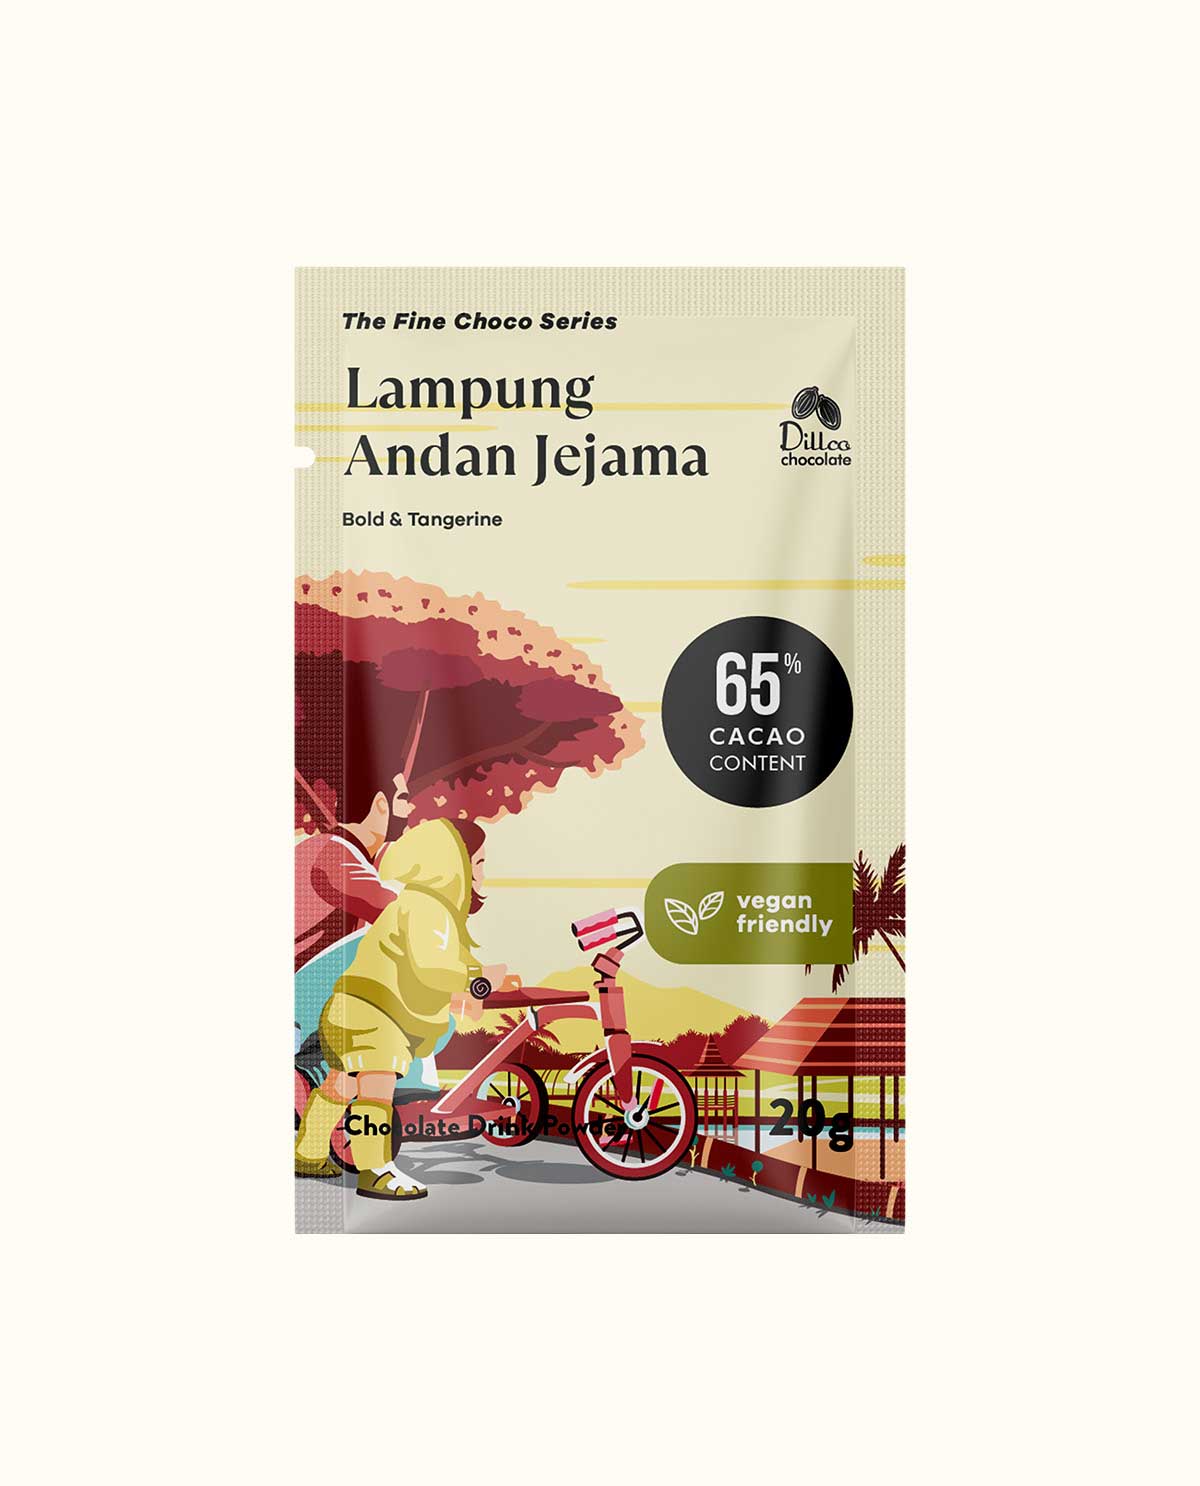 The Fine Choco Series
Lampung
Andan Jejama
Dillco
chocolate
Bold & Tangerine
65%
CACAO
CONTENT
vegan
friendly
Chocolate Drink Powder
20g